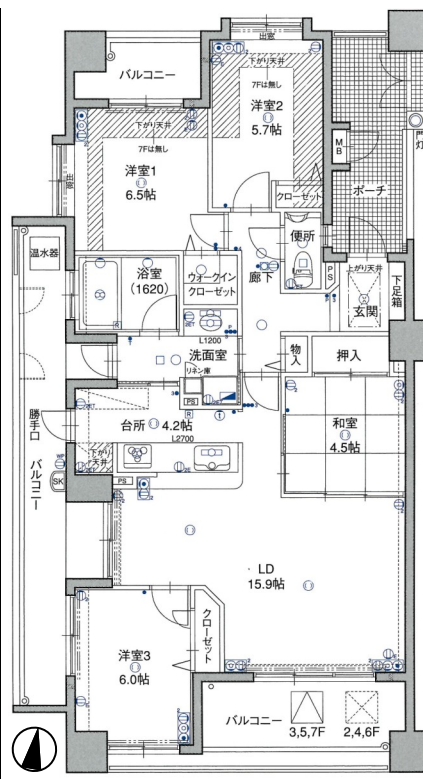 出窓
バルコニー
下がり天井
7Fは無し
洋室2
5.7帖
下がり天井
7Fは無し
洋室1
6.5帖
出窓
クローゼット
MB
門灯
ポーチ
温水器
浴室
(1620)
ウォークイン
クローゼット
廊下
便所
PS
上がり天井
玄関
下足箱
L1200
洗面室
リネン庫
物入
押入
PS
R
T
台所
4.2帖
L2700
下がり天井
和室
4.5帖
勝手口
バルコニー
WP
SK
PS
LD
15.9帖
クローゼット
洋室3
6.0帖
バルコニー
3,5,7F
2,4,6F